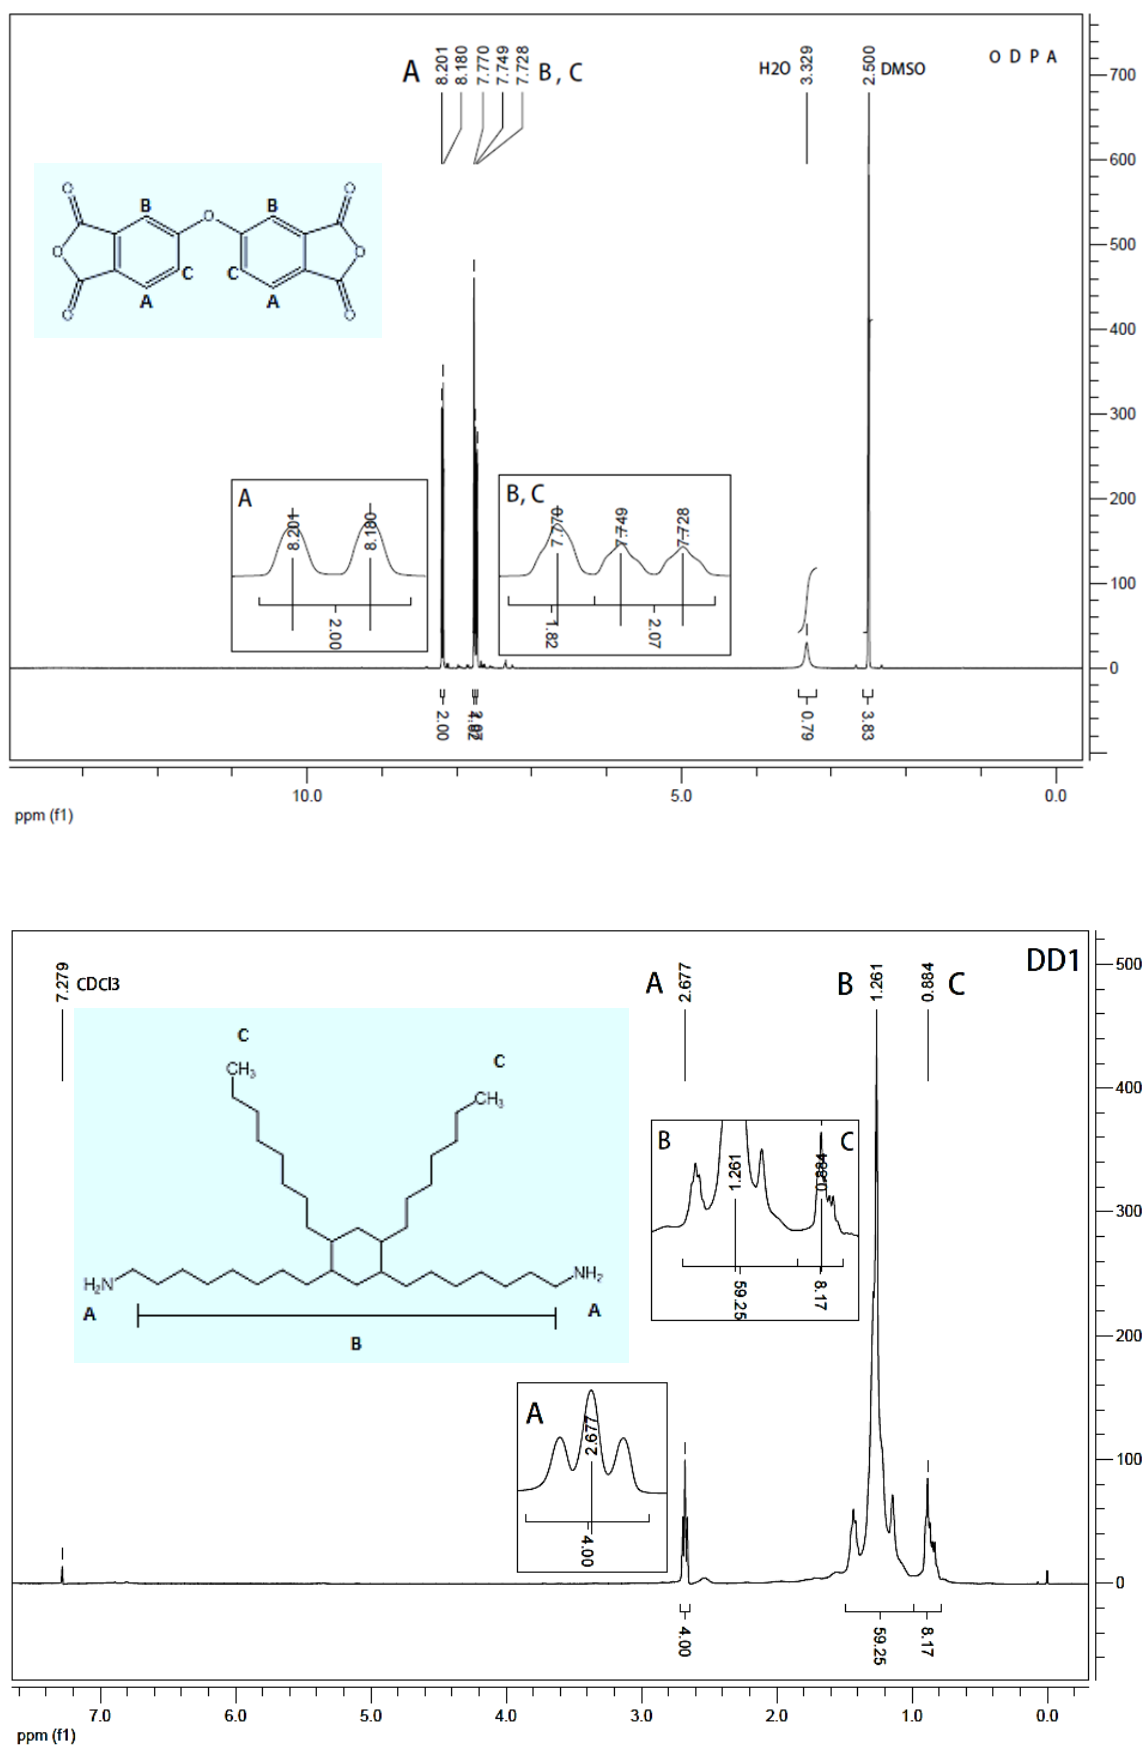 O D P A
A
8.201
8.180
7.770
7.749
7.728
B, C
H2O
3.329
2.500
DMSO
700
600
500
400
300
200
100
0
O
O
O
O
O
O
O
B
B
C
C
A
A
A
8.201
8.180
2.00
B, C
7.770
7.749
7.728
1.82
2.07
2.00
0.79
3.83
10.0
5.0
0.0
ppm (f1)
DD1
7.279
CDCl3
A
2.677
B
1.261
0.884
C
500
400
300
200
100
0
C
CH₃
C
CH₃
H₂N
NH₂
A
A
B
B
C
1.261
0.884
59.25
8.17
A
2.677
4.00
4.00
59.25
8.17
7.0
6.0
5.0
4.0
3.0
2.0
1.0
0.0
ppm (f1)